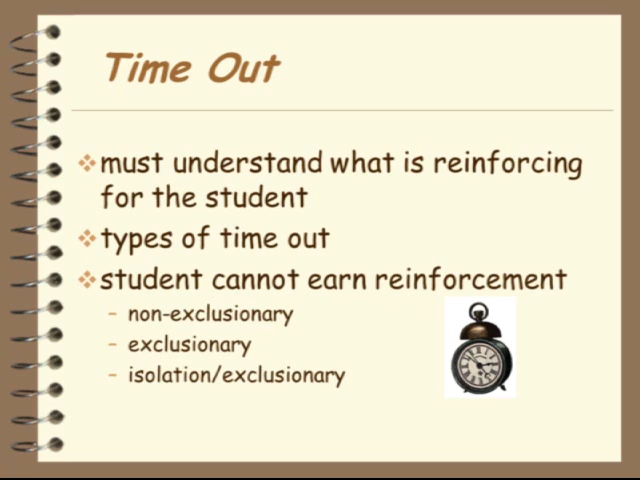 Time Out
must understand what is reinforcing
for the student
types of time out
student cannot earn reinforcement
– non-exclusionary
– exclusionary
– isolation/exclusionary